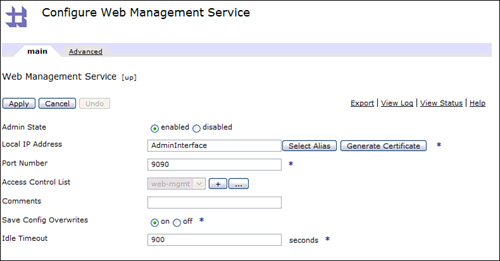 Configure Web Management Service
main Advanced
Web Management Service [up]
Apply Cancel Undo Export | View Log | View Status | Help
Admin State enabled disabled
Local IP Address AdminInterface Select Alias Generate Certificate *
Port Number 9090 *
Access Control List web-mgmt + ...
Comments
Save Config Overwrites on off *
Idle Timeout 900 seconds *